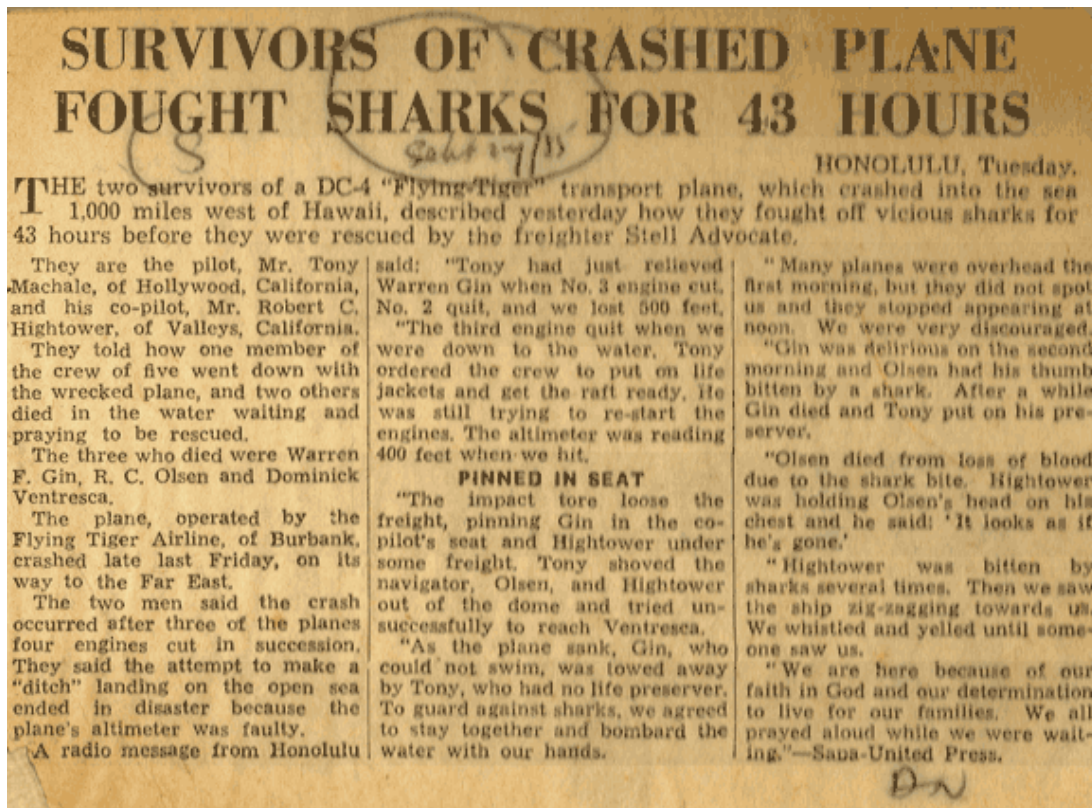 SURVIVORS OF CRASHED PLANE
FOUGHT SHARKS FOR 43 HOURS
S
HONOLULU, Tuesday.
THE two survivors of a DC-4 "Flying-Tiger" transport plane, which crashed into the sea
1,000 miles west of Hawaii, described yesterday how they fought off vicious sharks for
43 hours before they were rescued by the freighter Stell Advocate.
They are the pilot, Mr. Tony
Machale, of Hollywood, California,
and his co-pilot, Mr. Robert C.
Hightower, of Valleys, California.
They told how one member of
the crew of five went down with
the wrecked plane, and two others
died in the water waiting and
praying to be rescued.
The three who died were Warren
F. Gin, R. C. Olsen and Dominick
Ventresca.
The plane, operated by the
Flying Tiger Airline, of Burbank,
crashed late last Friday, on its
way to the Far East.
The two men said the crash
occurred after three of the planes
four engines cut in succession.
They said the attempt to make a
"ditch" landing on the open sea
ended in disaster because the
plane's altimeter was faulty.
A radio message from Honolulu
said: "Tony had just relieved
Warren Gin when No. 3 engine cut.
No. 2 quit, and we lost 500 feet.
"The third engine quit when we
were down to the water. Tony
ordered the crew to put on life
jackets and get the raft ready. He
was still trying to re-start the
engines. The altimeter was reading
400 feet when we hit.
PINNED IN SEAT
"The impact tore loose the
freight, pinning Gin in the co-
pilot's seat and Hightower under
some freight. Tony shoved the
navigator, Olsen, and Hightower
out of the dome and tried un-
successfully to reach Ventresca.
"As the plane sank, Gin, who
could not swim, was towed away
by Tony, who had no life preserver.
To guard against sharks, we agreed
to stay together and bombard the
water with our hands.
"Many planes were overhead the
first morning, but they did not spot
us and they stopped appearing at
noon. We were very discouraged
"Gin was delirious on the second
morning and Olsen had his thumb
bitten by a shark. After a whil
Gin died and Tony put on his pre
server.
"Olsen died from loss of blood
due to the shark bite. Hightower
was holding Olsen's head on his
chest and he said: 'It looks as if
he's gone.'
"Hightower was bitten by
sharks several times. Then we saw
the ship zig-zagging towards us
We whistled and yelled until some
one saw us.
"We are here because of our
faith in God and our determination
to live for our families. We all
prayed aloud while we were wait-
ing."—Sapa-United Press.
DN